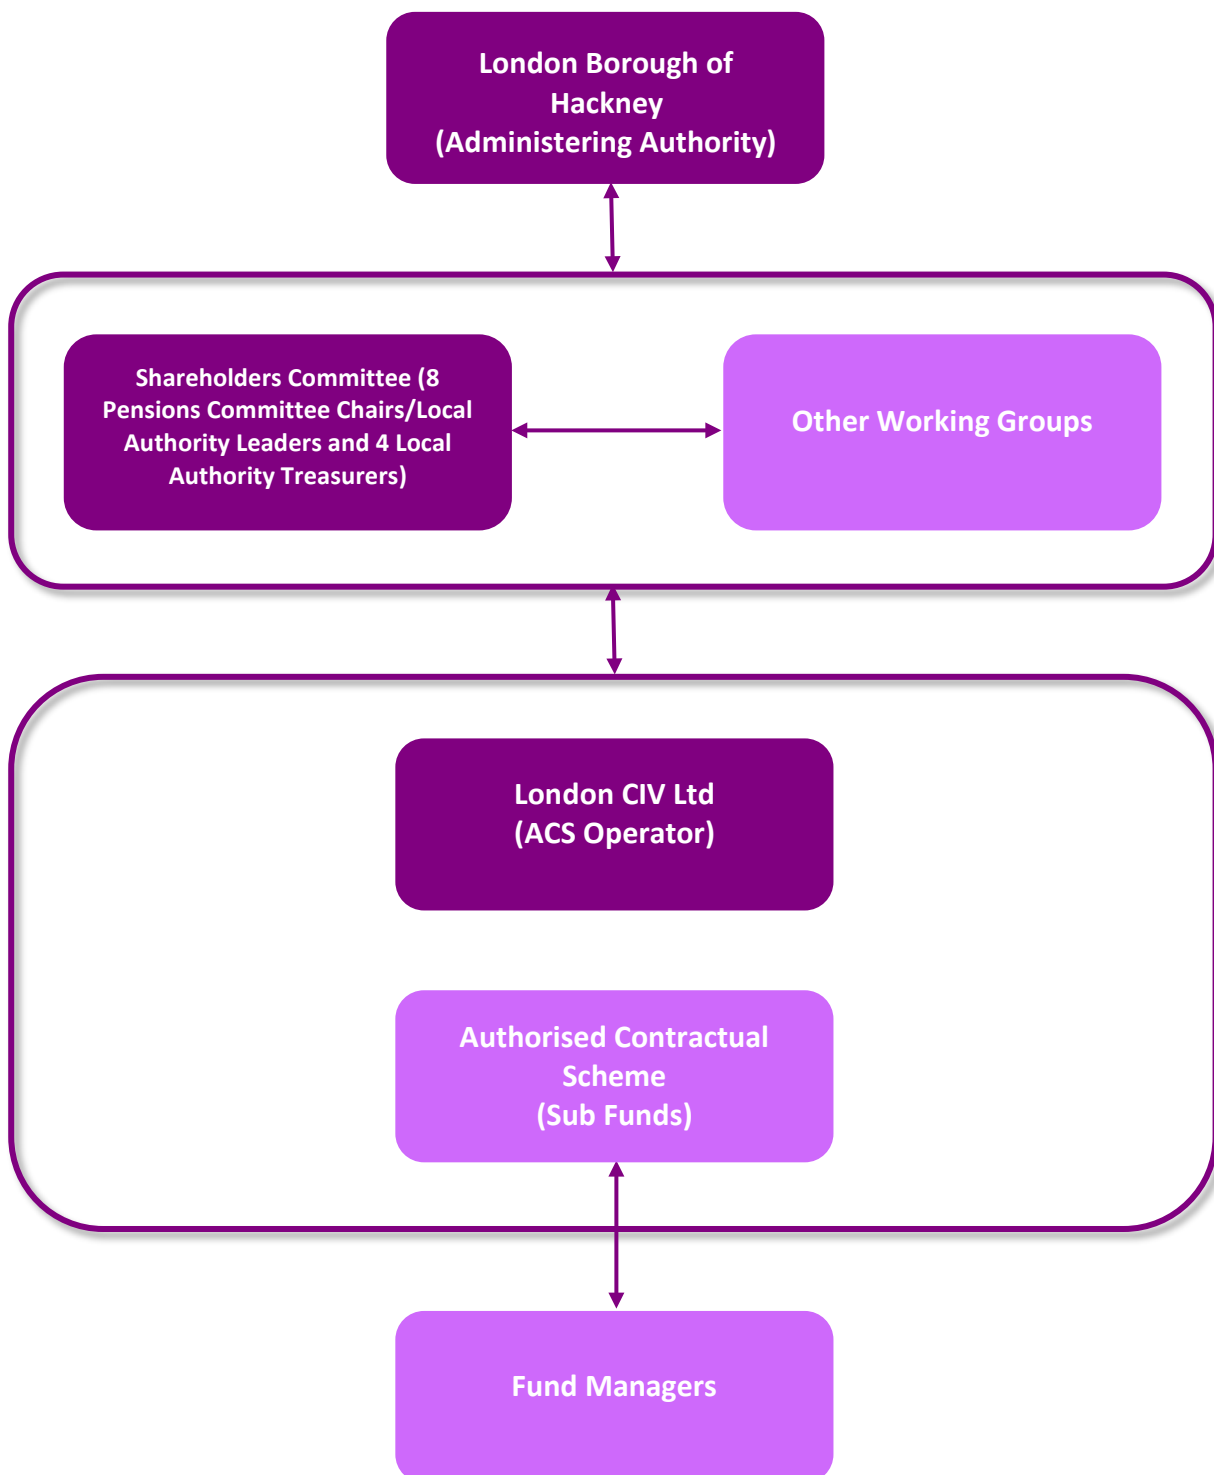 London Borough of
Hackney
(Administering Authority)
Shareholders Committee (8
Pensions Committee Chairs/Local
Authority Leaders and 4 Local
Authority Treasurers)
Other Working Groups
London CIV Ltd
(ACS Operator)
Authorised Contractual
Scheme
(Sub Funds)
Fund Managers